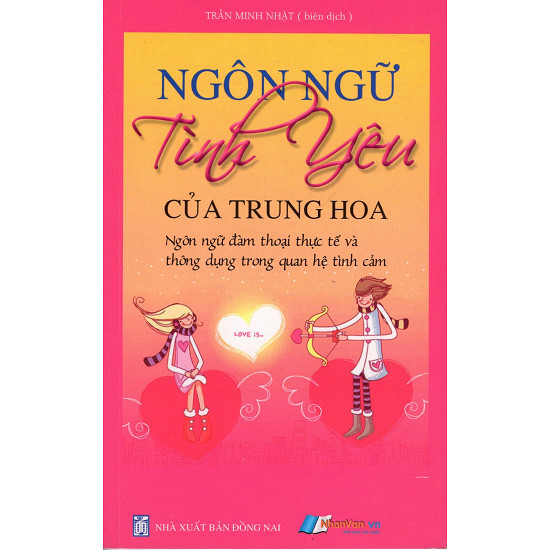 TRẦN MINH NHẬT ( biên dịch )
NGÔN NGỮ
Tình Yêu
CỦA TRUNG HOA
Ngôn ngữ đàm thoại thực tế và
thông dụng trong quan hệ tình cảm
LOVE IS...
NHÀ XUẤT BẢN ĐỒNG NAI
NhanVan.vn